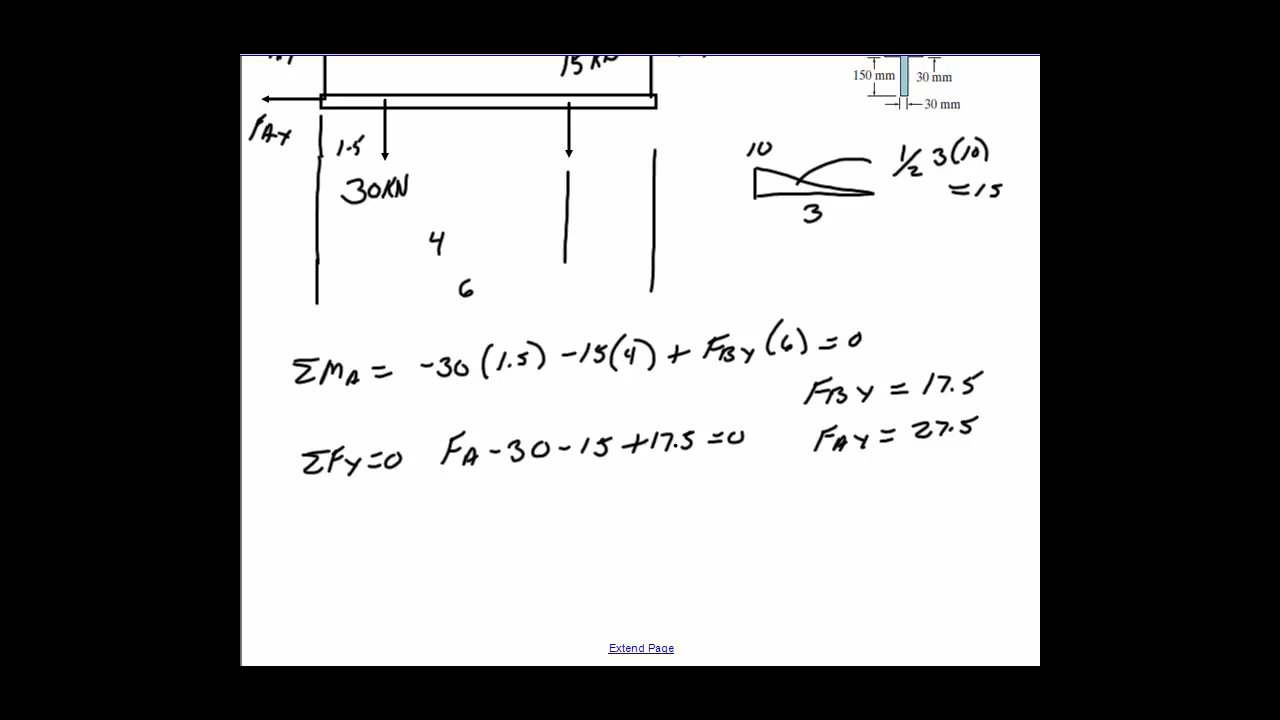 15 KN
150 mm
30 mm
30 mm
FAX
1.5
30KN
4
6
10
3
1/2 3(10)
=15
ΣMA = -30(1.5) -15(4) + FBY(6) = 0
FBY = 17.5
FAY = 27.5
ΣFY=0 FA -30 -15 +17.5 =0
Extend Page